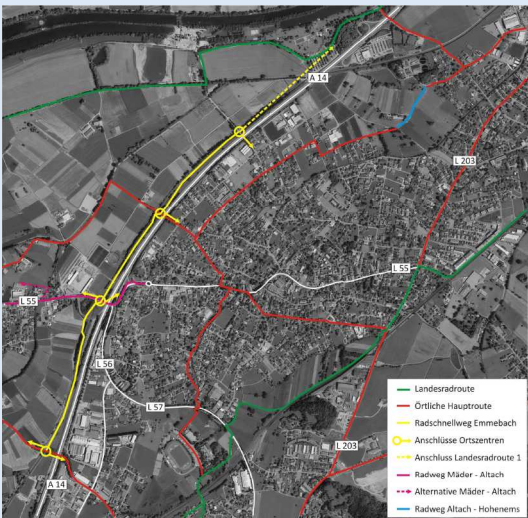 A 14
L 203
L 55
L 55
L 56
L 57
L 203
A 14
Landesradroute
Örtliche Hauptroute
Radschnellweg Emmebach
Anschlüsse Ortszentren
Anschluss Landesradroute 1
Radweg Mäder - Altach
Alternative Mäder - Altach
Radweg Altach - Hohenems